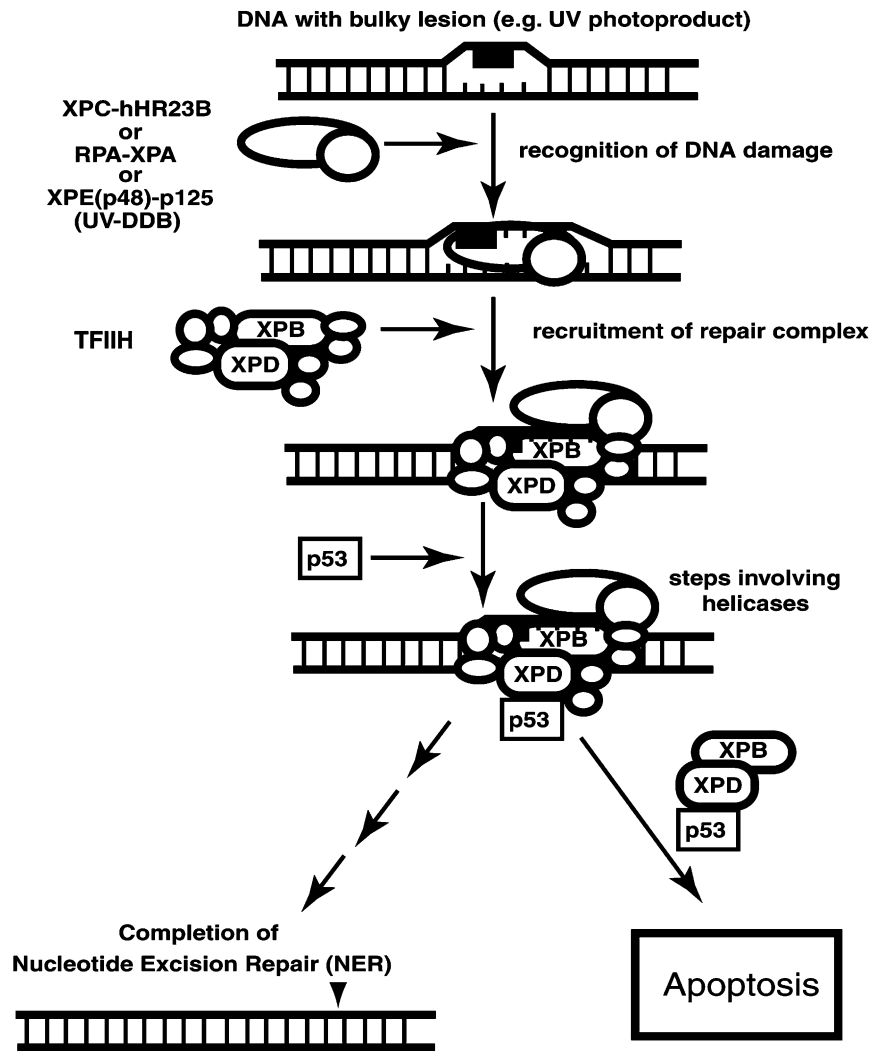 DNA with bulky lesion (e.g. UV photoproduct)
XPC-hHR23B
or
RPA-XPA
or
XPE(p48)-p125
(UV-DDB)
recognition of DNA damage
TFIIH
XPB
XPD
recruitment of repair complex
XPB
XPD
p53
steps involving
helicases
XPB
XPD
p53
XPB
XPD
p53
Completion of
Nucleotide Excision Repair (NER)
Apoptosis